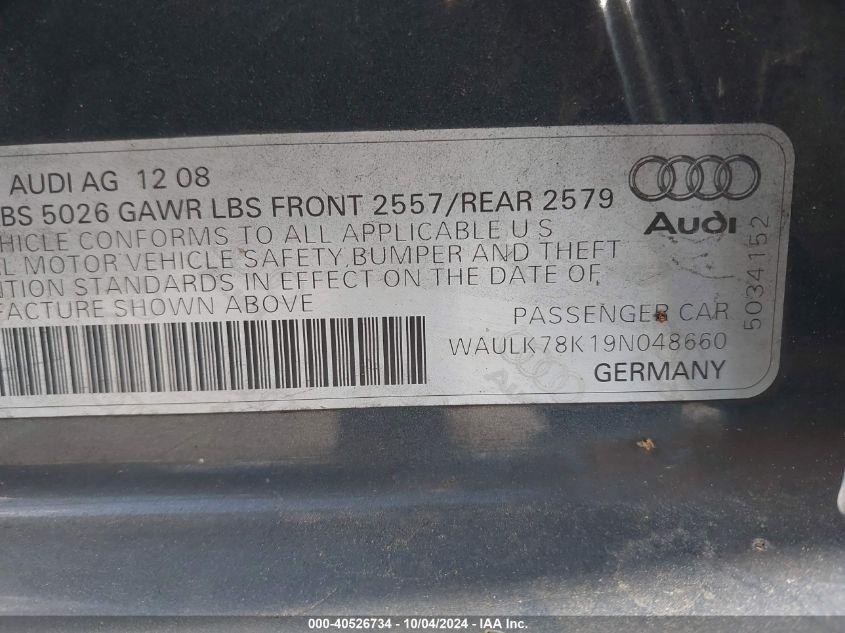 AUDI AG 12 08
BS 5026 GAWR LBS FRONT 2557/REAR 2579
Audi
EHICLE CONFORMS TO ALL APPLICABLE U S
L MOTOR VEHICLE SAFETY, BUMPER AND THEFT
NTION STANDARDS IN EFFECT ON THE DATE OF
FACTURE SHOWN ABOVE
PASSENGER CAR
WAULK78K19N048660
GERMANY
5034152
000-40526734 - 10/04/2024 - IAA Inc.